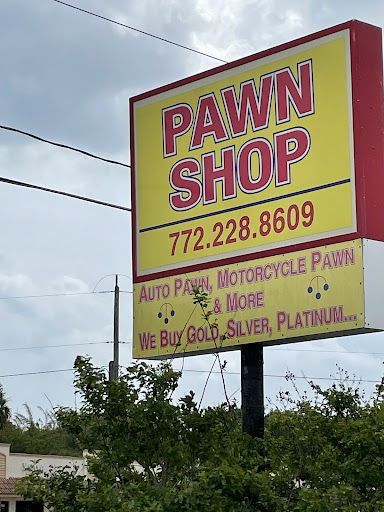 PAWN
SHOP
772.228.8609
AUTO PAWN, MOTORCYCLE PAWN
& MORE
WE BUY GOLD, SILVER, PLATINUM...